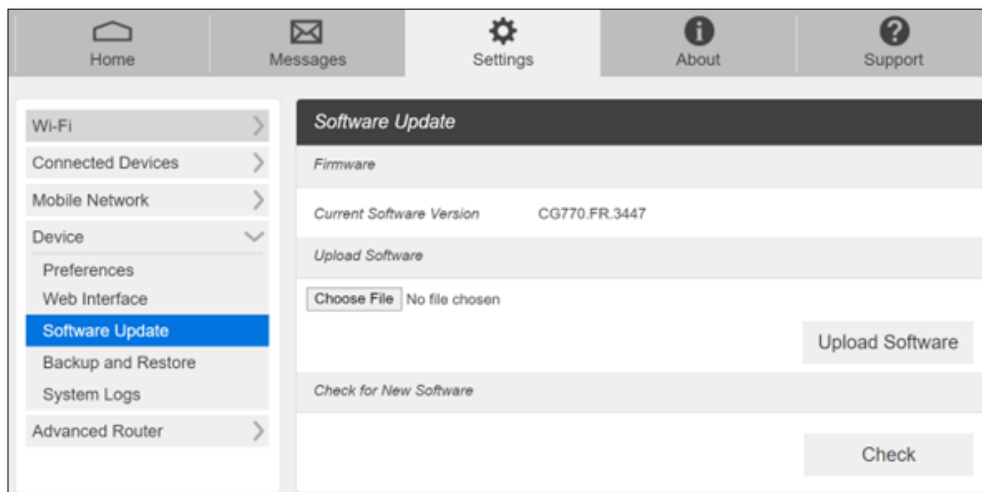 Home
Messages
Settings
About
Support
Wi-Fi
Connected Devices
Mobile Network
Device
Preferences
Web Interface
Software Update
Backup and Restore
System Logs
Advanced Router
Software Update
Firmware
Current Software Version CG770.FR.3447
Upload Software
Choose File No file chosen
Upload Software
Check for New Software
Check